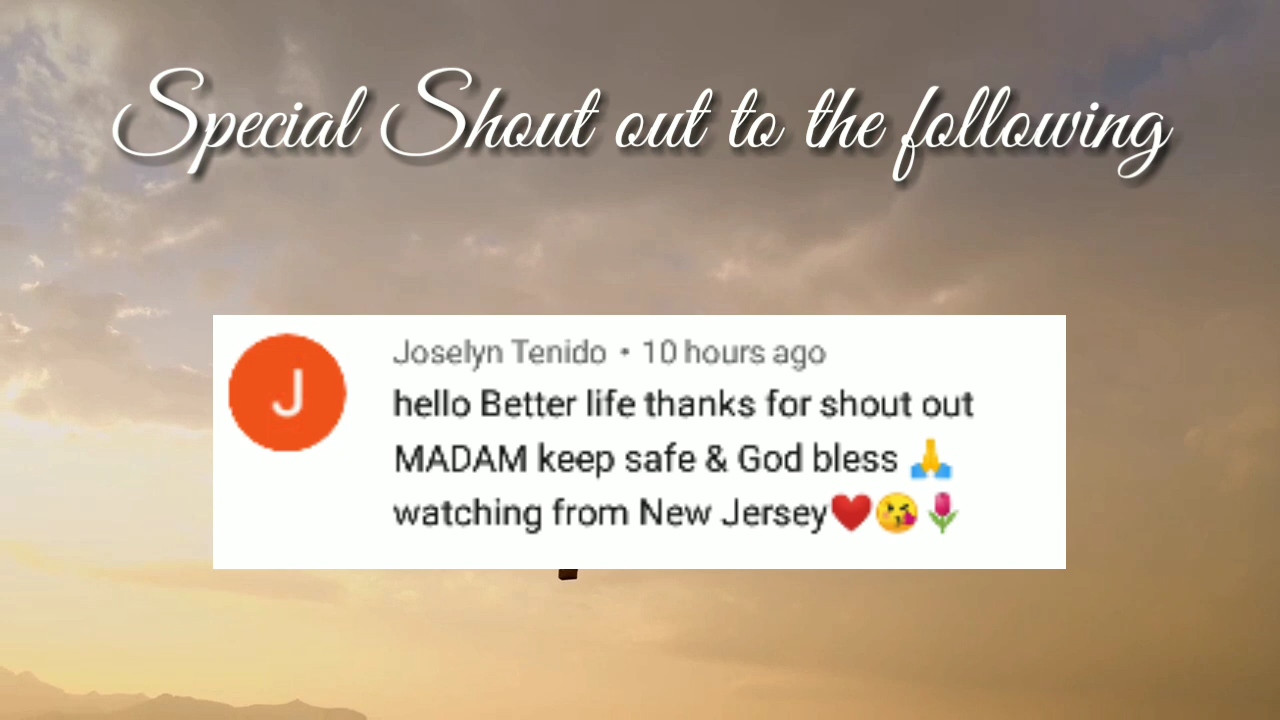 Special Shout out to the following
J
Joselyn Tenido • 10 hours ago
hello Better life thanks for shout out
MADAM keep safe & God bless 🙏
watching from New Jersey❤️😘🌷